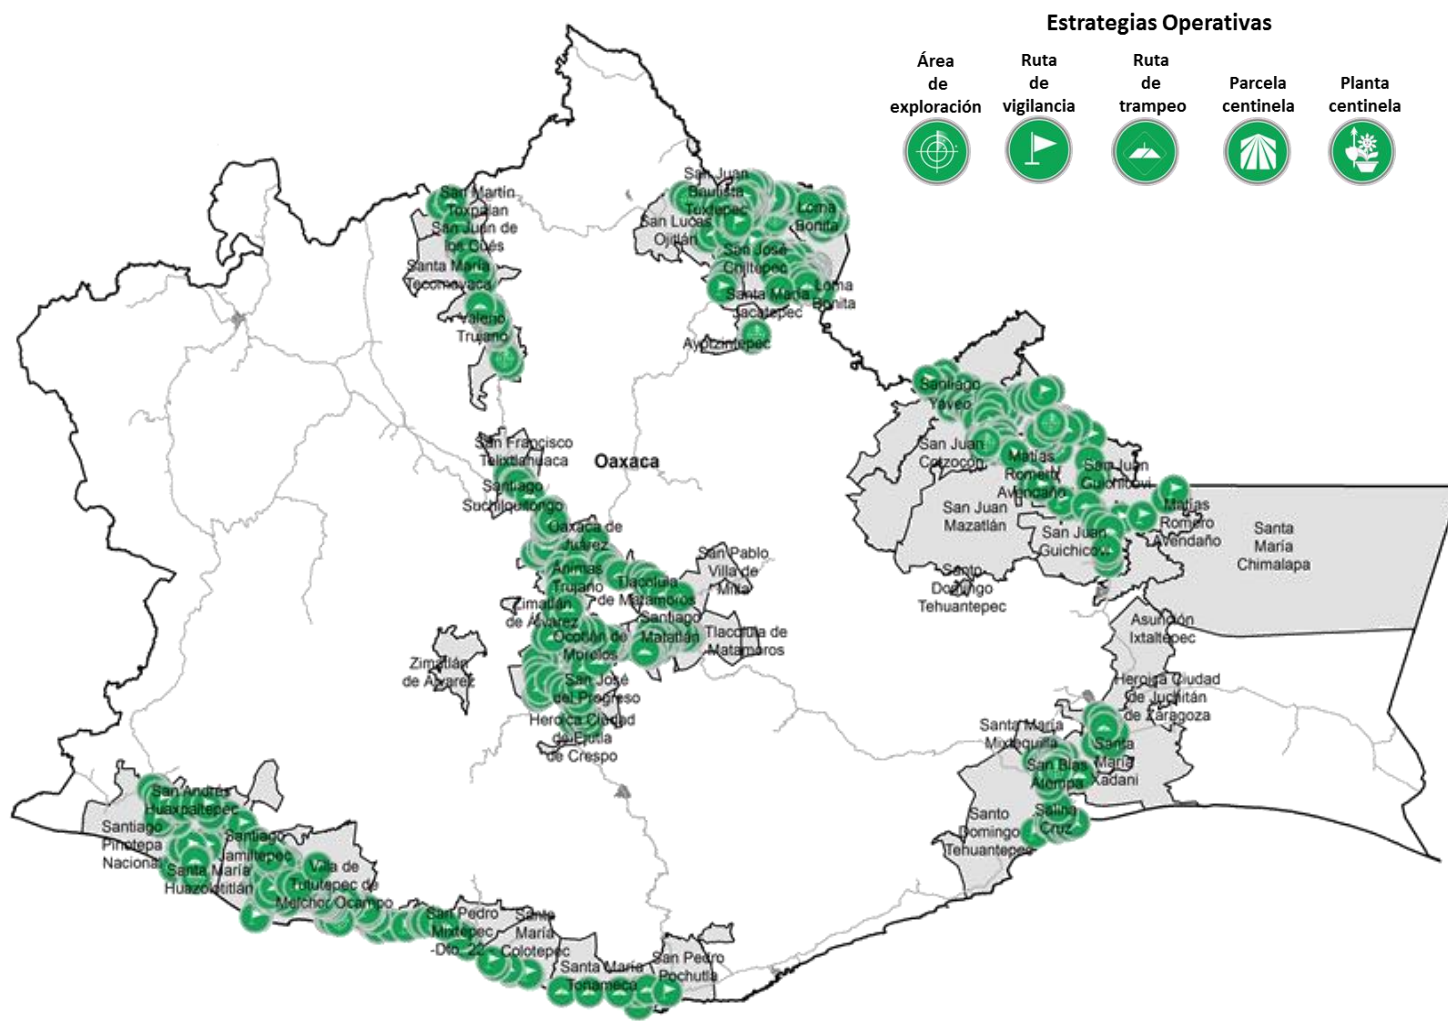 Estrategias Operativas
Área
de
exploración
Ruta
de
vigilancia
Ruta
de
trampeo
Parcela
centinela
Planta
centinela
San Martín
Toxpalan
San Juan de
los Cués
Santa María
Tecomavaca
Valerio
Trujano
San Juan
Bautista
Tuxtepec
Loma
Bonita
San Lucas
Ojitlán
San José
Chiltepec
Loma
Bonita
Santa María
Jacatepec
Ayotzintepec
Santiago
Yaveo
San Juan
Cotzocón
Matías
Romero
Avendaño
San Juan
Guichicovi
San Juan
Mazatlán
San Juan
Guichicovi
Matías
Romero
Avendaño
Santa
María
Chimalapa
Santo
Domingo
Tehuantepec
Asunción
Ixtaltepec
San Francisco
Telixtlahuaca
Oaxaca
Santiago
Suchilquitongo
Oaxaca de
Juárez
Ánimas
Trujano
Tlacolula
de Matamoros
San Pablo
Villa de
Mitla
Zimatlán
de Álvarez
Santiago
Matatlán
Ocotlán de
Morelos
Tlacolula de
Matamoros
Zimatlán
de Álvarez
San José
del Progreso
Heroica Ciudad
de Ejutla
de Crespo
Heroica Ciudad
de Juchitán
de Zaragoza
Santa María
Mixtequilla
Santa
María
Xadani
San Blas
Atempa
Salina
Cruz
Santo
Domingo
Tehuantepec
San Andrés
Huaxpaltepec
Santiago
Pinotepa
Nacional
Santiago
Jamiltepec
Santa María
Huazolotitlán
Villa de
Tututepec de
Melchor Ocampo
San Pedro
Mixtepec
-Dto. 22-
Santa
María
Colotepec
Santa María
Tonameca
San Pedro
Pochutla